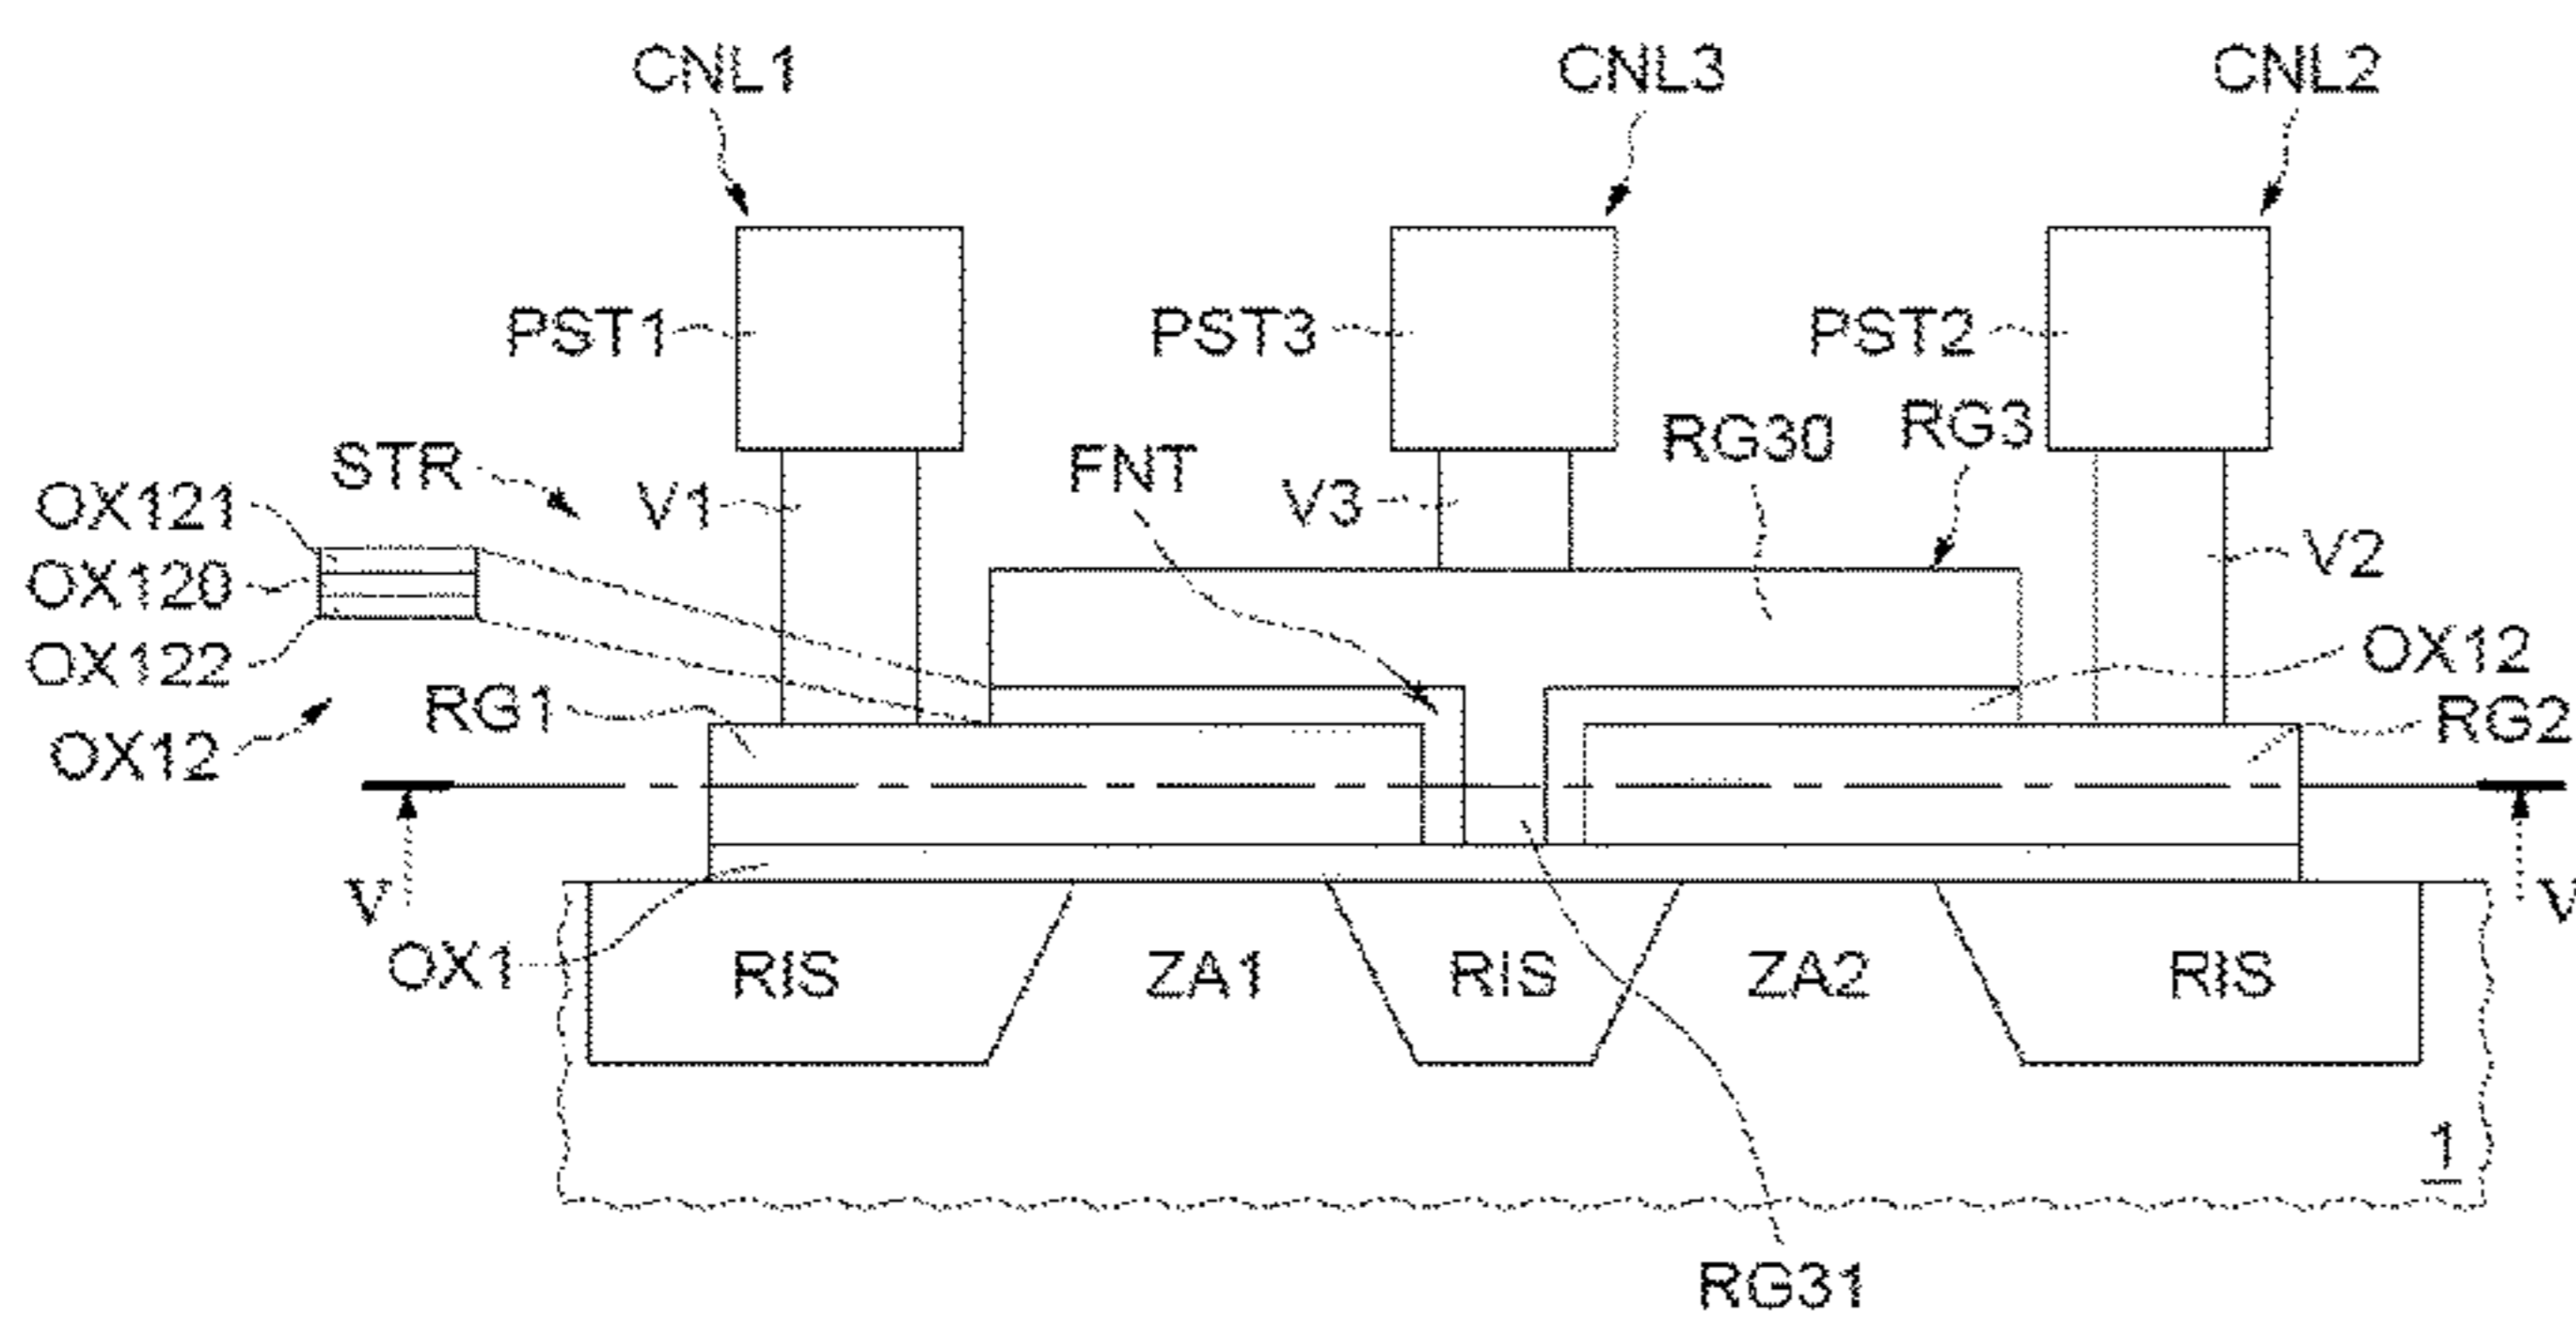 CNL1 CNL3 CNL2
PST1 PST3 PST2
STR V1 FNT V3 RG30 RG3
OX121
OX120 V2
OX122 OX12
RG1 RG2
OX12
V V
OX1 RIS ZA1 RIS ZA2 RIS
1
RG31